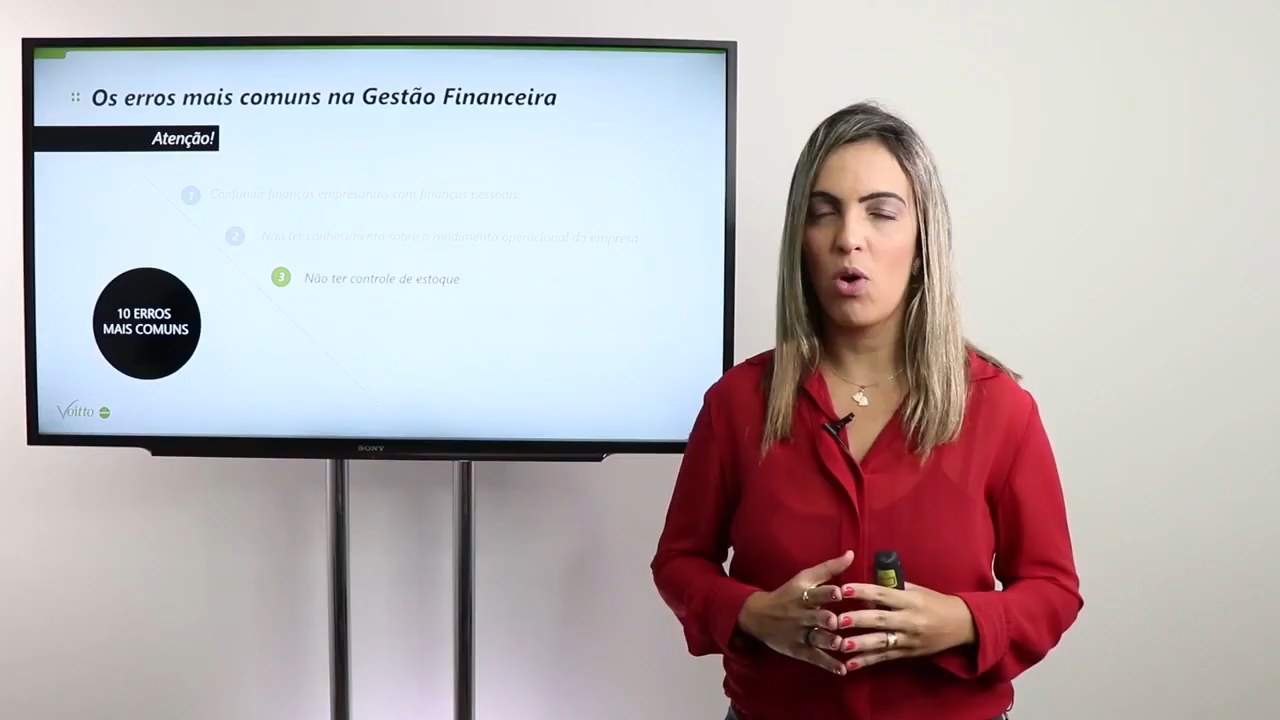 Os erros mais comuns na Gestão Financeira
Atenção!
1 Confundir finanças empresariais com finanças pessoais
2 Não ter conhecimento sobre o rendimento operacional da empresa
3 Não ter controle de estoque
10 ERROS
MAIS COMUNS
Voitto
SONY